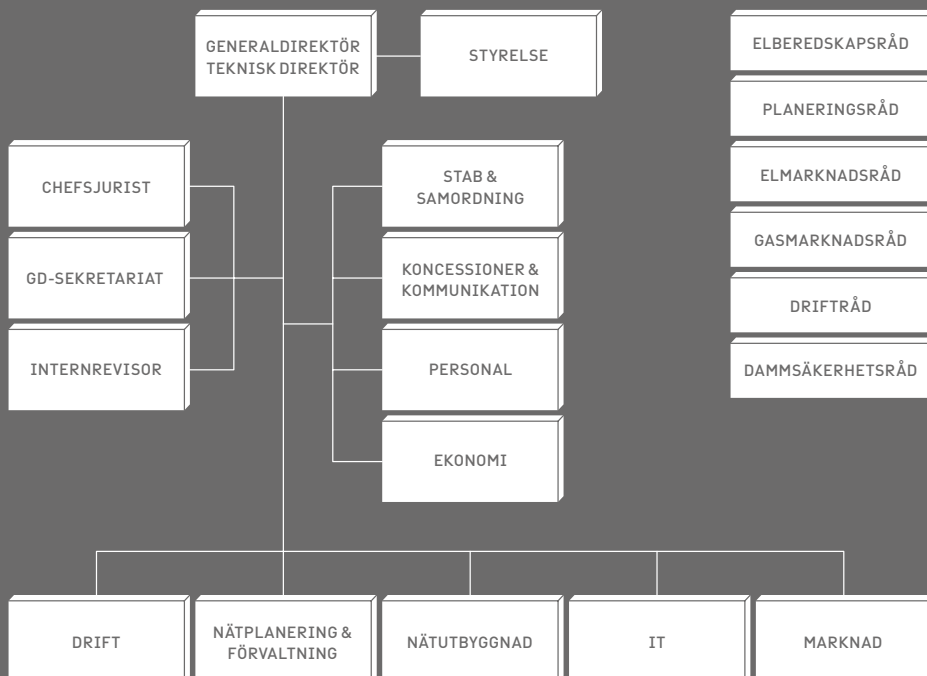 GENERALDIREKTÖR
TEKNISK DIREKTÖR
STYRELSE
CHEFSJURIST
GD-SEKRETARIAT
INTERNREVISOR
STAB &
SAMORDNING
KONCESSIONER &
KOMMUNIKATION
PERSONAL
EKONOMI
ELBEREDSKAPSRÅD
PLANERINGSRÅD
ELMARKNADSRÅD
GASMARKNADSRÅD
DRIFTRÅD
DAMMSÄKERHETSRÅD
DRIFT
NÄTPLANERING &
FÖRVALTNING
NÄTUTBYGGNAD
IT
MARKNAD